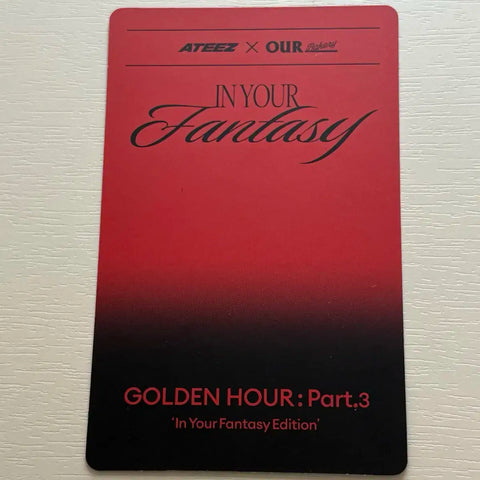 ATEEZ × OUR Bakery
IN YOUR
Fantasy
GOLDEN HOUR : Part.3
‘In Your Fantasy Edition’